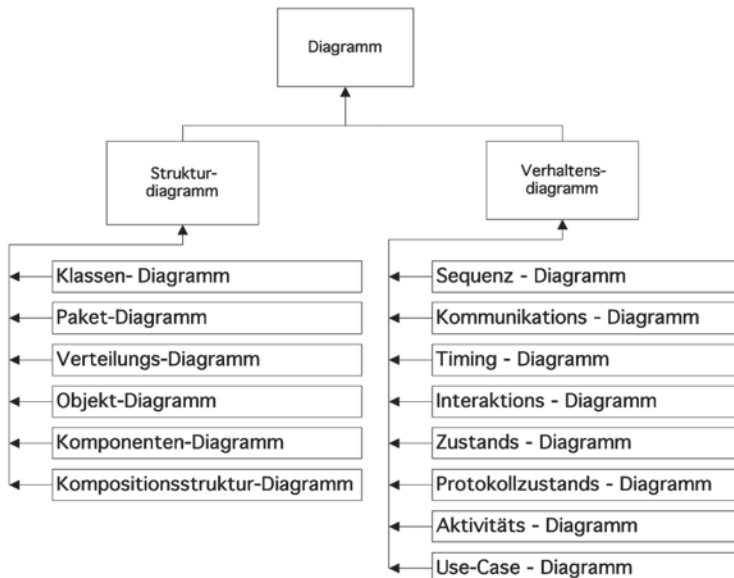 Diagramm
Struktur-
diagramm
Verhaltens-
diagramm
Klassen- Diagramm
Paket-Diagramm
Verteilungs-Diagramm
Objekt-Diagramm
Komponenten-Diagramm
Kompositionsstruktur-Diagramm
Sequenz - Diagramm
Kommunikations - Diagramm
Timing - Diagramm
Interaktions - Diagramm
Zustands - Diagramm
Protokollzustands - Diagramm
Aktivitäts - Diagramm
Use-Case - Diagramm